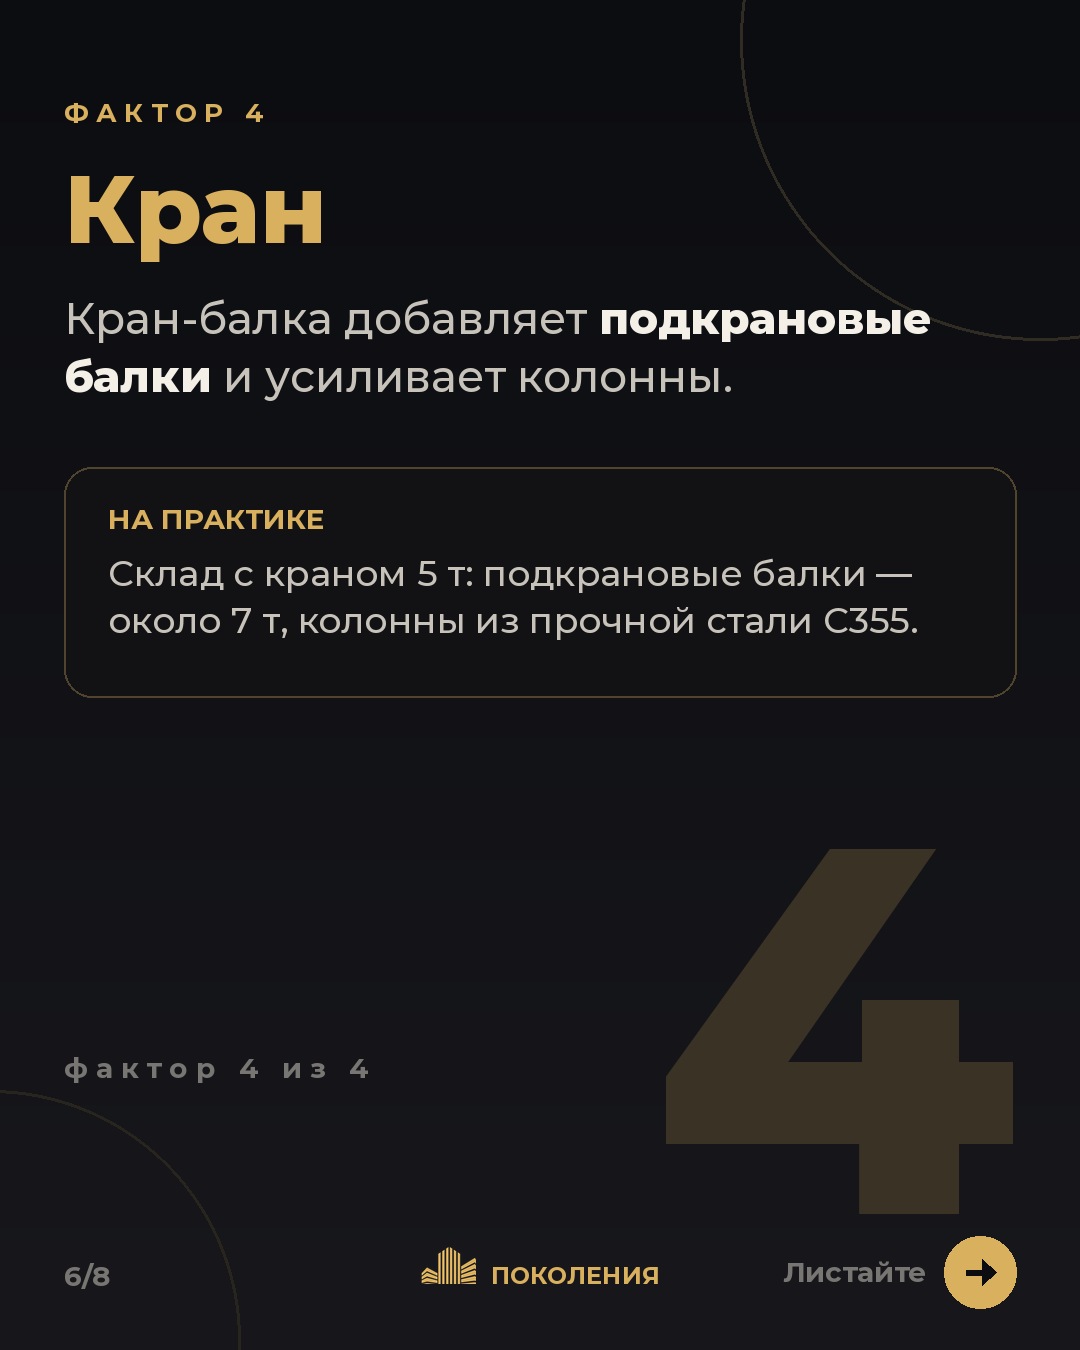 ФАКТОР 4
Кран
Кран-балка добавляет подкрановые
балки и усиливает колонны.
НА ПРАКТИКЕ
Склад с краном 5 т: подкрановые балки —
около 7 т, колонны из прочной стали С355.
4
фактор 4 из 4
6/8
ПОКОЛЕНИЯ
Листайте